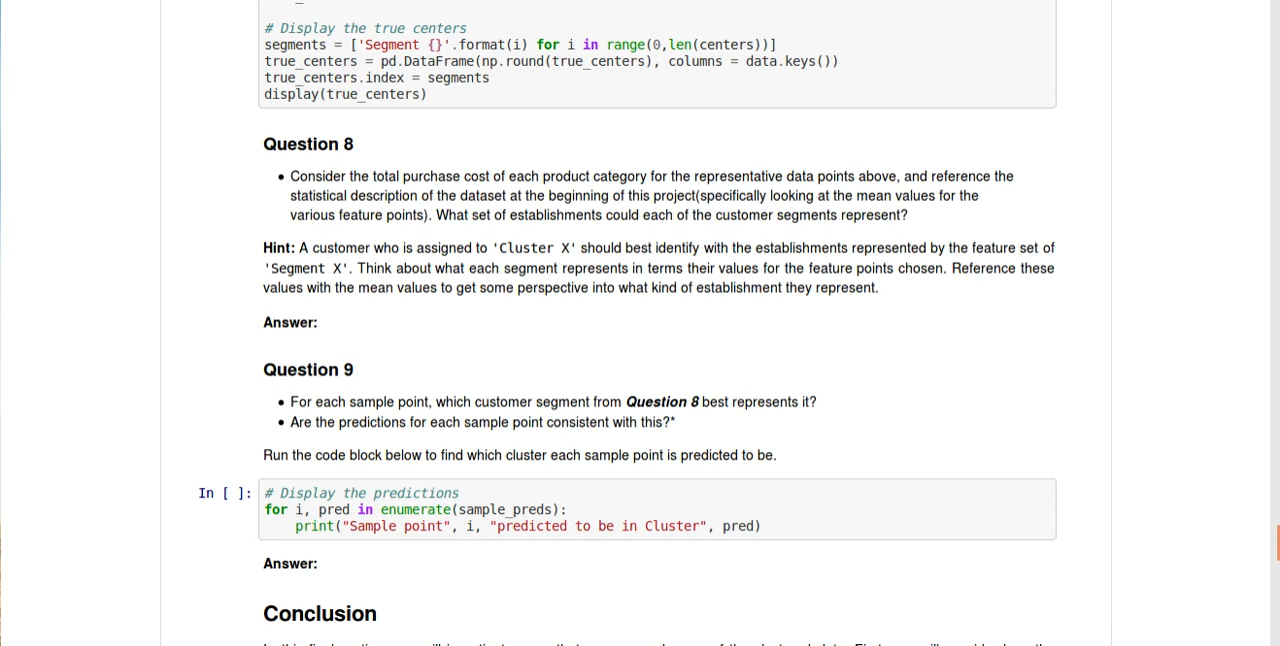 # Display the true centers
segments = ['Segment {}'.format(i) for i in range(0,len(centers))]
true_centers = pd.DataFrame(np.round(true_centers), columns = data.keys())
true_centers.index = segments
display(true_centers)
Question 8
• Consider the total purchase cost of each product category for the representative data points above, and reference the
statistical description of the dataset at the beginning of this project(specifically looking at the mean values for the
various feature points). What set of establishments could each of the customer segments represent?
Hint: A customer who is assigned to 'Cluster X' should best identify with the establishments represented by the feature set of
'Segment X'. Think about what each segment represents in terms their values for the feature points chosen. Reference these
values with the mean values to get some perspective into what kind of establishment they represent.
Answer:
Question 9
• For each sample point, which customer segment from Question 8 best represents it?
• Are the predictions for each sample point consistent with this?*
Run the code block below to find which cluster each sample point is predicted to be.
In [ ]: # Display the predictions
for i, pred in enumerate(sample_preds):
    print("Sample point", i, "predicted to be in Cluster", pred)
Answer:
Conclusion